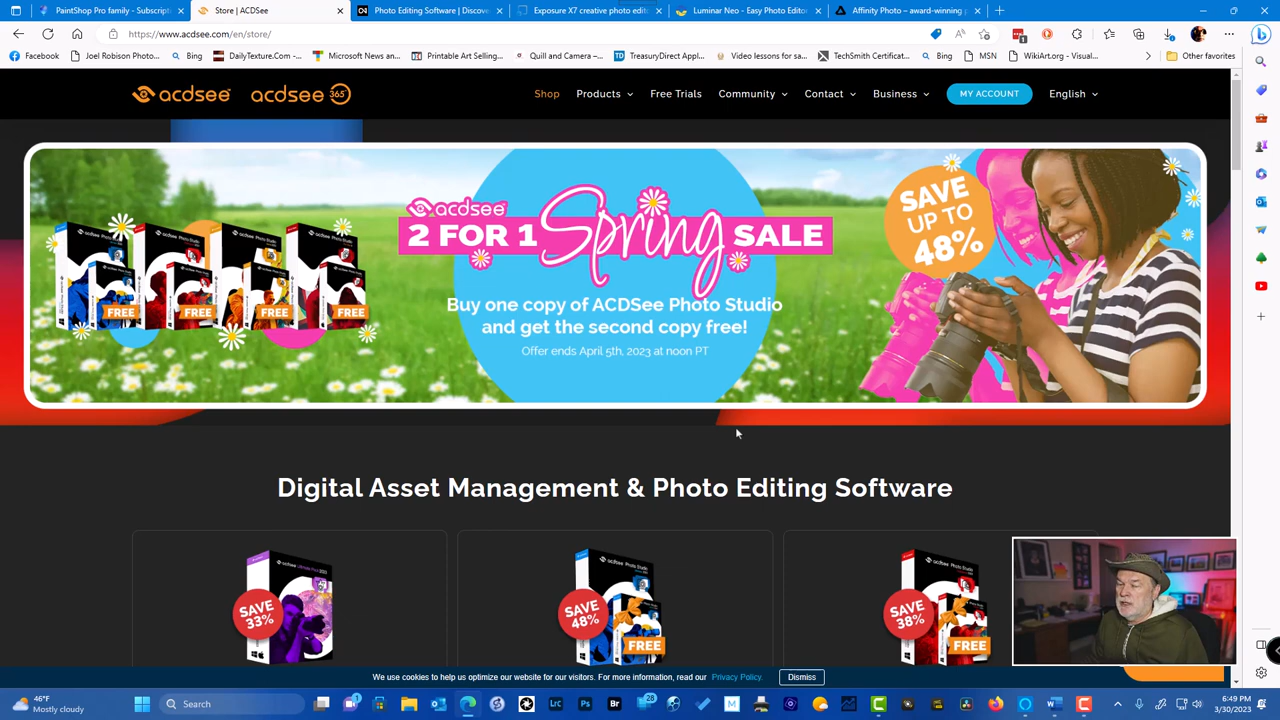 PaintShop Pro family - Subscript
Store | ACDSee
Photo Editing Software | Discove
Exposure X7 creative photo edit
Luminar Neo - Easy Photo Editor
Affinity Photo – award-winning p
https://www.acdsee.com/en/store/
Facebook
Joel Robison Photo...
Bing
DailyTexture.Com -...
Microsoft News an...
Printable Art Selling...
Quill and Camera –...
TreasuryDirect Appl...
Video lessons for sa...
TechSmith Certificat...
Bing
MSN
WikiArt.org - Visual...
Other favorites
acdsee
acdsee 365
Shop
Products
Free Trials
Community
Contact
Business
MY ACCOUNT
English
acdsee
2 FOR 1 Spring SALE
Buy one copy of ACDSee Photo Studio
and get the second copy free!
Offer ends April 5th, 2023 at noon PT
SAVE
UP TO
48%
FREE
FREE
FREE
FREE
Digital Asset Management & Photo Editing Software
SAVE
33%
SAVE
48%
FREE
SAVE
38%
FREE
We use cookies to help us optimize our website for our visitors. For more information, read our Privacy Policy.
Dismiss
46°F
Mostly cloudy
Search
Lrc
Ps
Br
28
M
6:49 PM
3/30/2023